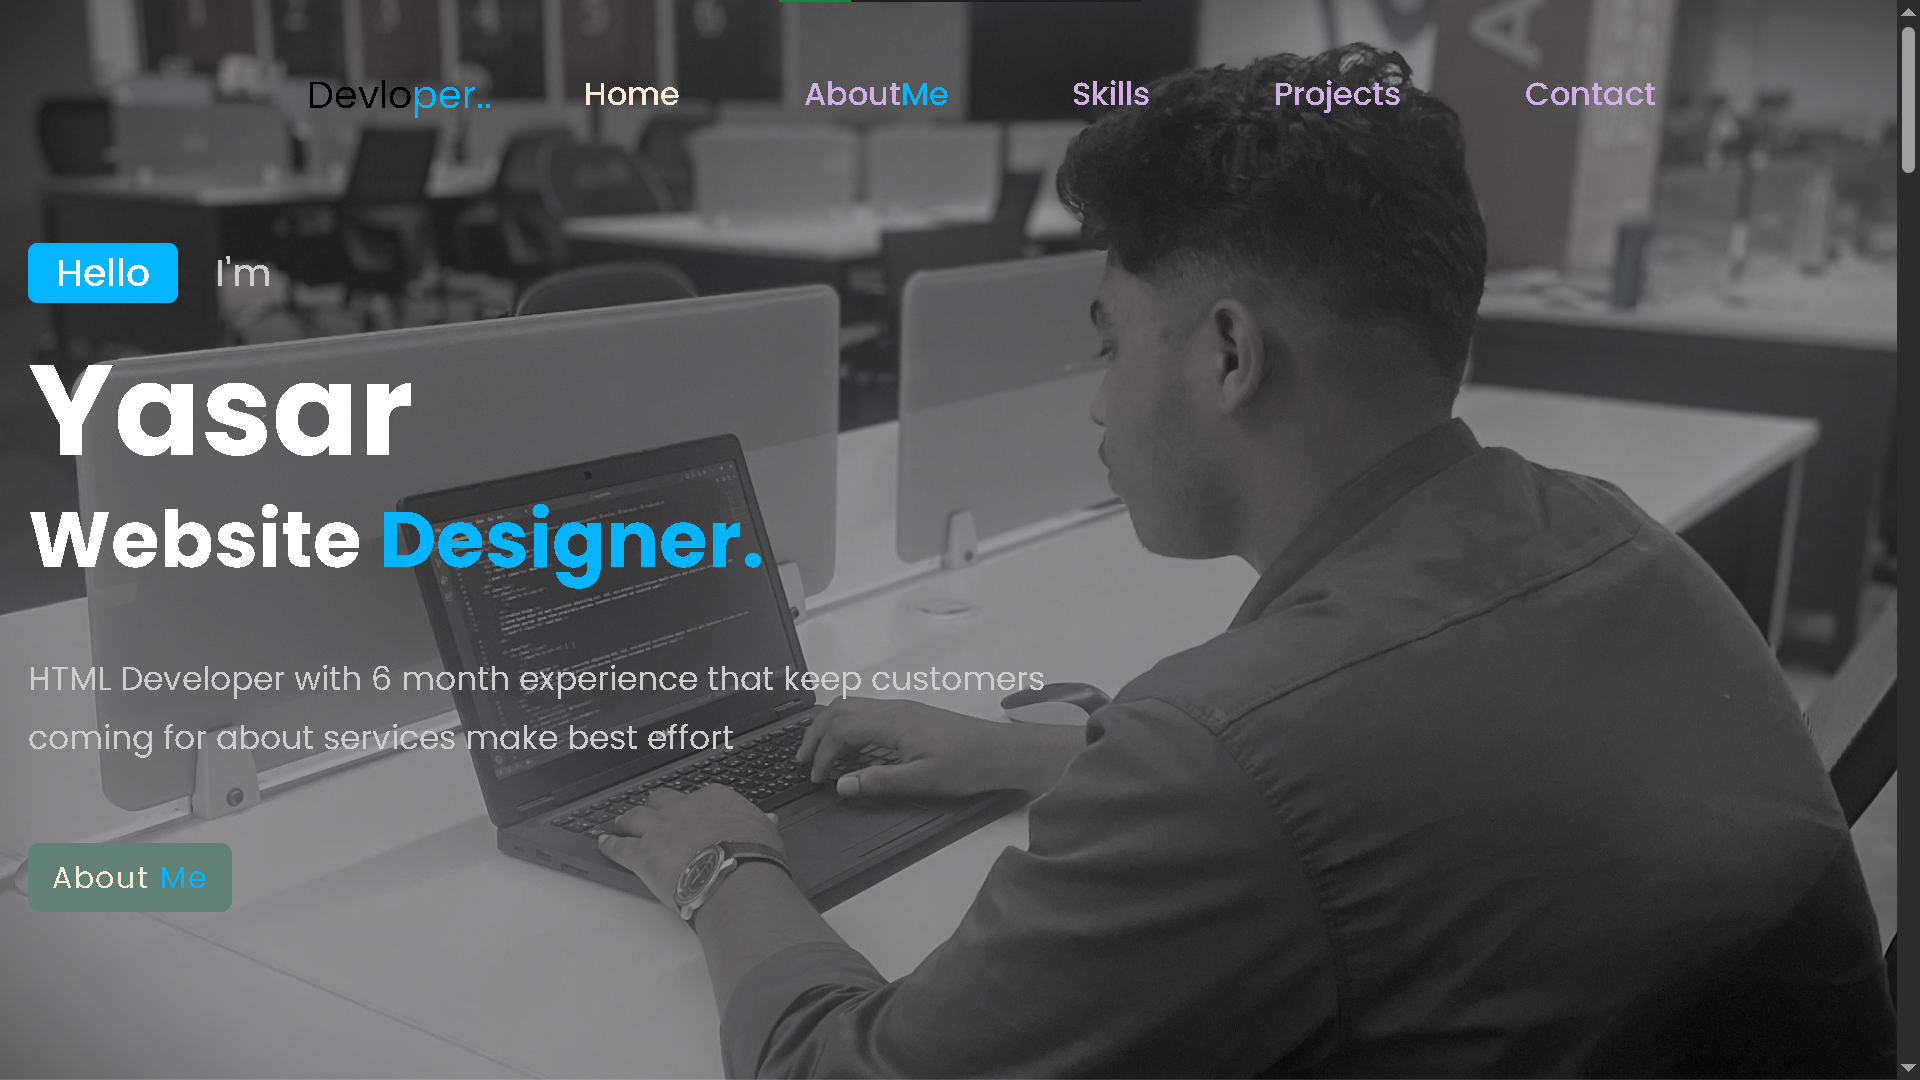 Devloper.. Home AboutMe Skills Projects Contact
Hello I'm
Yasar
Website Designer.
HTML Developer with 6 month experience that keep customers
coming for about services make best effort
About Me